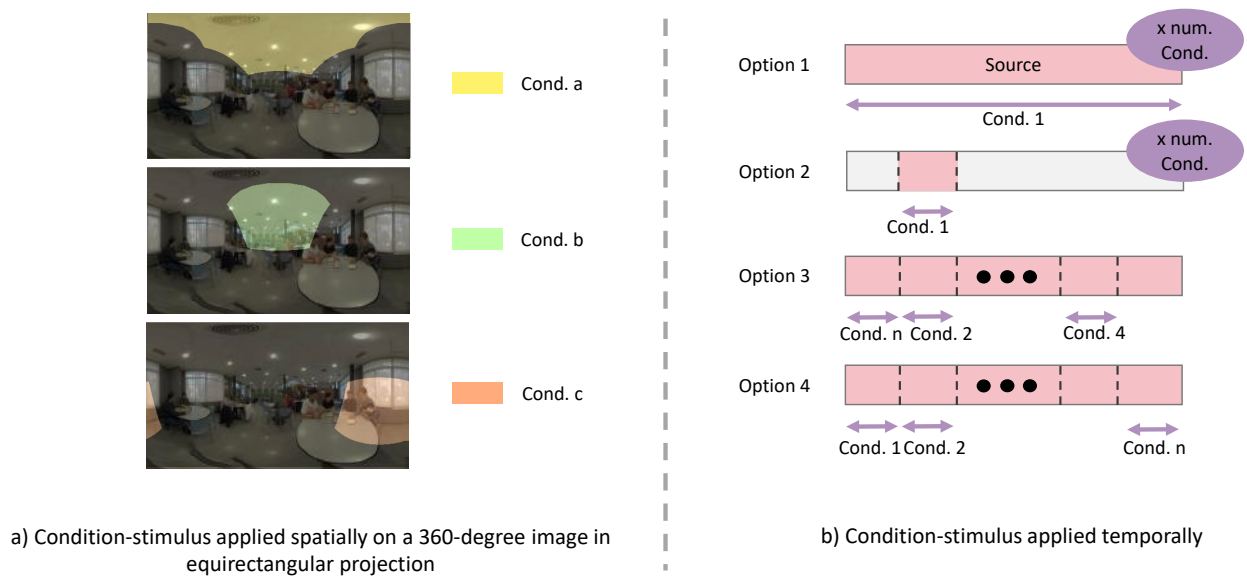 Cond. a
Cond. b
Cond. c
a) Condition-stimulus applied spatially on a 360-degree image in
equirectangular projection
x num.
Cond.
Option 1
Source
Cond. 1
x num.
Cond.
Option 2
Cond. 1
Option 3
Cond. n
Cond. 2
Cond. 4
Option 4
Cond. 1
Cond. 2
Cond. n
b) Condition-stimulus applied temporally